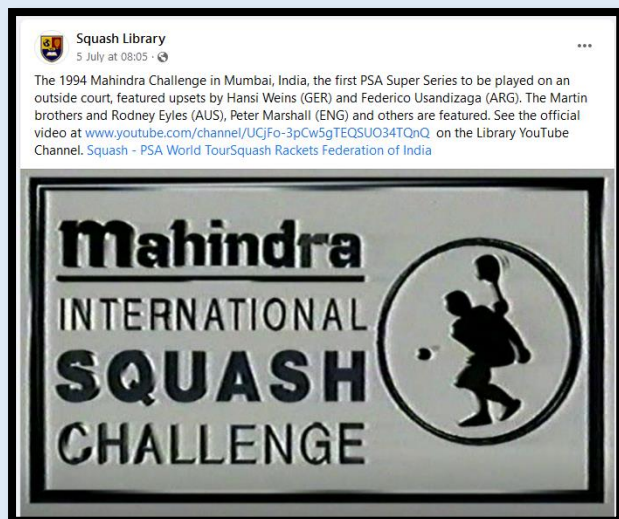 Squash Library
5 July at 08:05 ·
The 1994 Mahindra Challenge in Mumbai, India, the first PSA Super Series to be played on an
outside court, featured upsets by Hansi Weins (GER) and Federico Usandizaga (ARG). The Martin
brothers and Rodney Eyles (AUS), Peter Marshall (ENG) and others are featured. See the official
video at www.youtube.com/channel/UCjFo-3pCw5gTEQSUO34TQnQ on the Library YouTube
Channel. Squash - PSA World TourSquash Rackets Federation of India
mahindra
INTERNATIONAL
SQUASH
CHALLENGE